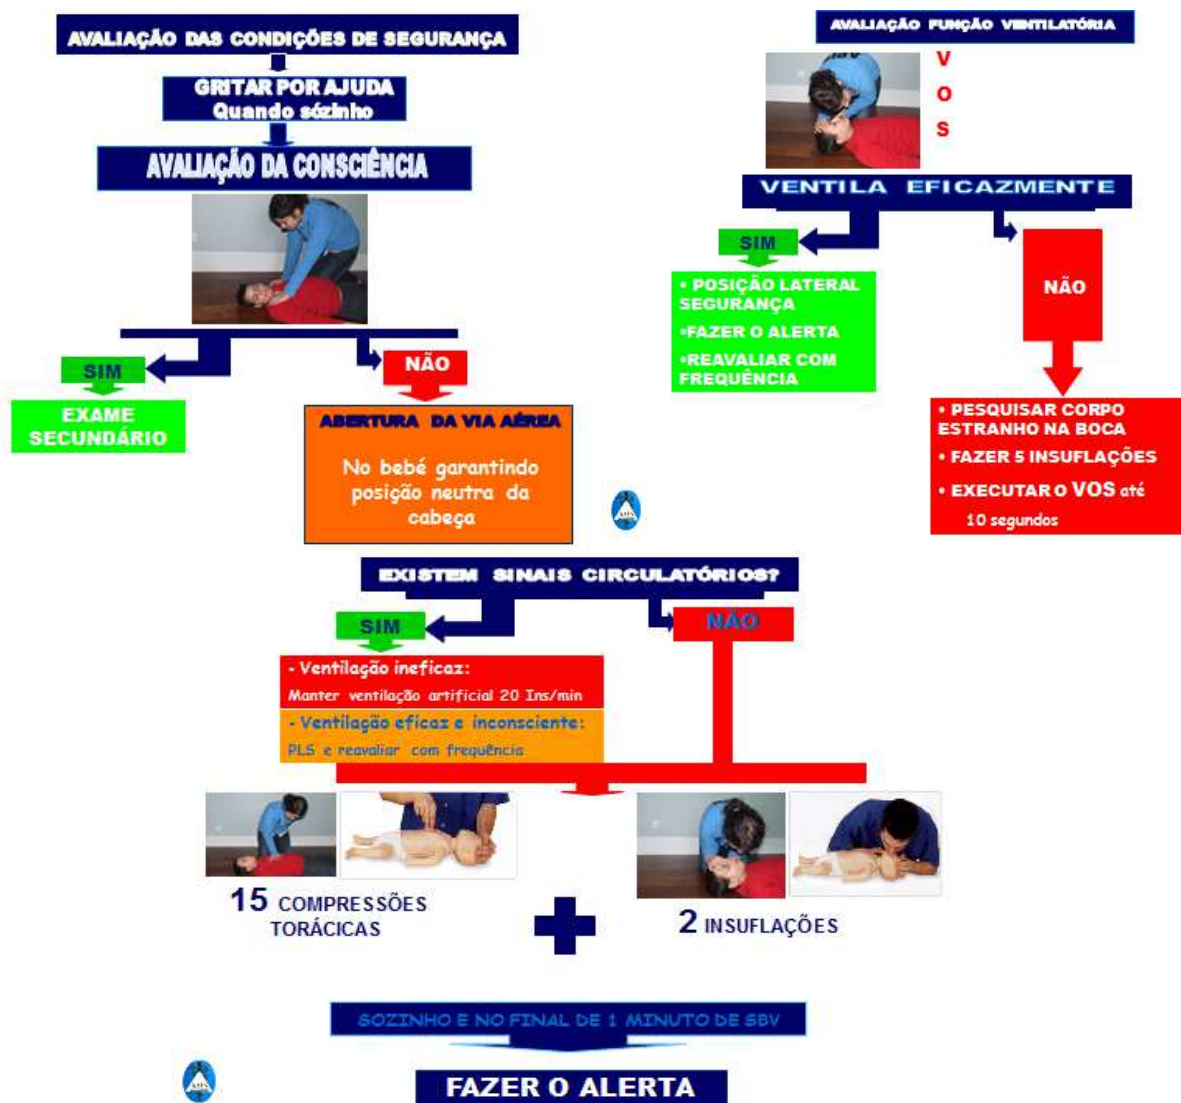 AVALIAÇÃO DAS CONDIÇÕES DE SEGURANÇA
GRITAR POR AJUDA
Quando sózinho
AVALIAÇÃO DA CONSCIÊNCIA
SIM
NÃO
EXAME
SECUNDÁRIO
ABERTURA DA VIA AÉREA
No bebé garantindo
posição neutra da
cabeça
AVALIAÇÃO FUNÇÃO VENTILATÓRIA
V
O
S
VENTILA EFICAZMENTE
SIM
NÃO
• POSIÇÃO LATERAL
SEGURANÇA
•FAZER O ALERTA
•REAVALIAR COM
FREQUÊNCIA
• PESQUISAR CORPO
ESTRANHO NA BOCA
• FAZER 5 INSUFLAÇÕES
• EXECUTAR O VOS até
10 segundos
EXISTEM SINAIS CIRCULATÓRIOS?
SIM
NÃO
- Ventilação ineficaz:
Manter ventilação artificial 20 Ins/min
- Ventilação eficaz e inconsciente:
PLS e reavaliar com frequência
15 COMPRESSÕES
TORÁCICAS
2 INSUFLAÇÕES
SOZINHO E NO FINAL DE 1 MINUTO DE SBV
FAZER O ALERTA